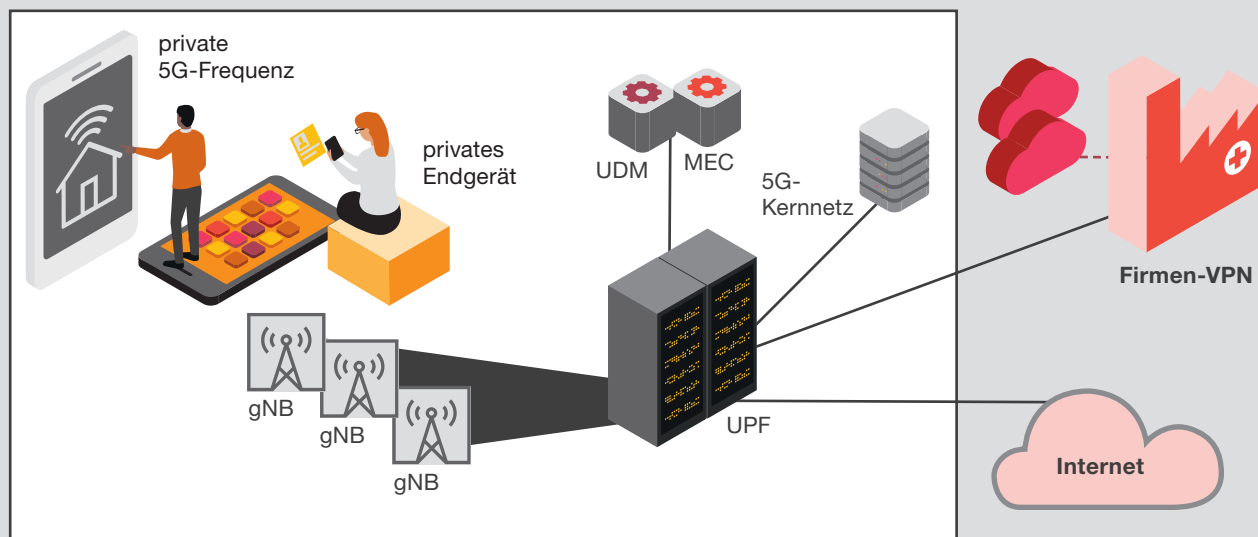 private
5G-Frequenz
privates
Endgerät
UDM
MEC
5G-
Kernnetz
Firmen-VPN
gNB
gNB
gNB
UPF
Internet